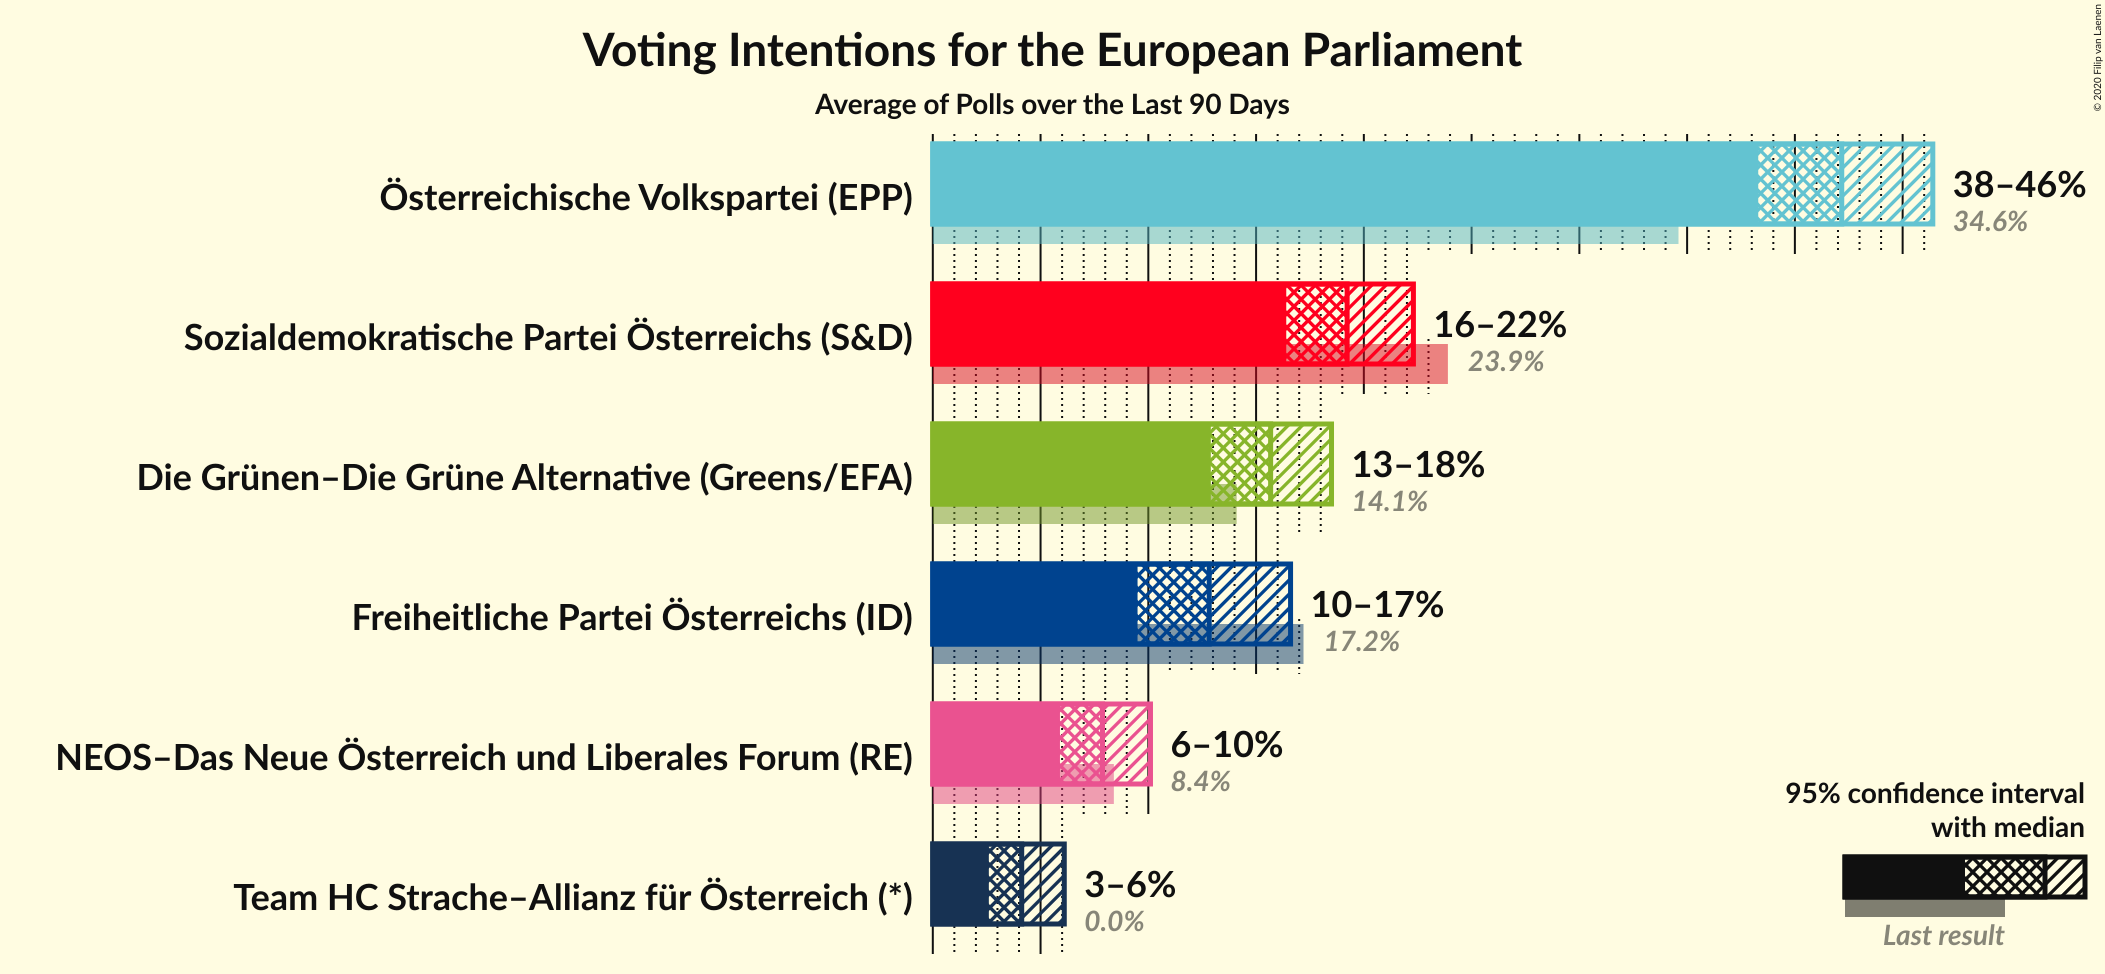 Voting Intentions for the European Parliament
Average of Polls over the Last 90 Days
© 2020 Filip van Laenen
Österreichische Volkspartei (EPP)
38–46%
34.6%
Sozialdemokratische Partei Österreichs (S&D)
16–22%
23.9%
Die Grünen–Die Grüne Alternative (Greens/EFA)
13–18%
14.1%
Freiheitliche Partei Österreichs (ID)
10–17%
17.2%
NEOS–Das Neue Österreich und Liberales Forum (RE)
6–10%
8.4%
Team HC Strache–Allianz für Österreich (*)
3–6%
0.0%
95% confidence interval
with median
Last result